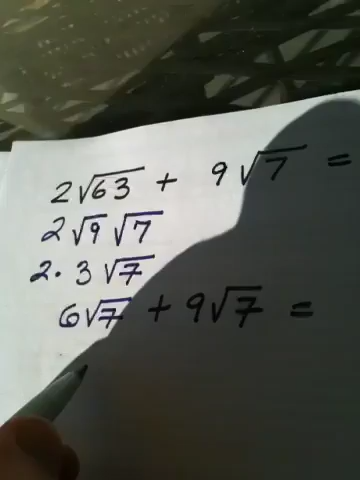 2√63 + 9√7 =
2√9 √7
2· 3√7
6√7 + 9√7 =